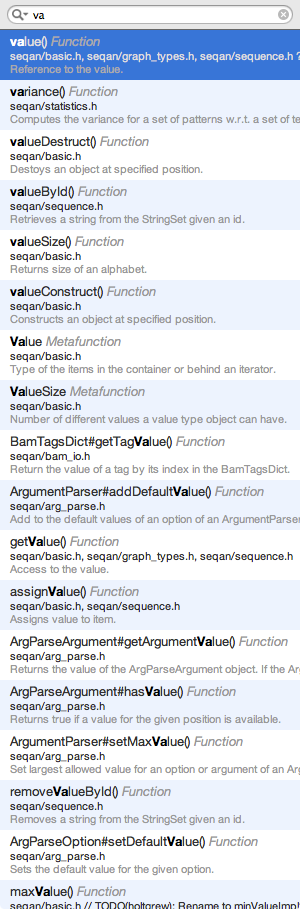 va
value() Function
seqan/basic.h, seqan/graph_types.h, seqan/sequence.h ?
Reference to the value.
variance() Function
seqan/statistics.h
Computes the variance for a set of patterns w.r.t. a set of te
valueDestruct() Function
seqan/basic.h
Destoys an object at specified position.
valueById() Function
seqan/sequence.h
Retrieves a string from the StringSet given an id.
valueSize() Function
seqan/basic.h
Returns size of an alphabet.
valueConstruct() Function
seqan/basic.h
Constructs an object at specified position.
Value Metafunction
seqan/basic.h
Type of the items in the container or behind an iterator.
ValueSize Metafunction
seqan/basic.h
Number of different values a value type object can have.
BamTagsDict#getTagValue() Function
seqan/bam_io.h
Return the value of a tag by its index in the BamTagsDict.
ArgumentParser#addDefaultValue() Function
seqan/arg_parse.h
Add to the default values of an option of an ArgumentParser
getValue() Function
seqan/basic.h, seqan/graph_types.h, seqan/sequence.h
Access to the value.
assignValue() Function
seqan/basic.h, seqan/sequence.h
Assigns value to item.
ArgParseArgument#getArgumentValue() Function
seqan/arg_parse.h
Returns the value of the ArgParseArgument object. If the Ar
ArgParseArgument#hasValue() Function
seqan/arg_parse.h
Returns true if a value for the given position is available.
ArgumentParser#setMaxValue() Function
seqan/arg_parse.h
Set largest allowed value for an option or argument of an Arg
removeValueById() Function
seqan/sequence.h
Removes a string from the StringSet given an id.
ArgParseOption#setDefaultValue() Function
seqan/arg_parse.h
Sets the default value for the given option.
maxValue() Function
seqan/basic.h // TODO(holtgrew): Rename to minValueImpl